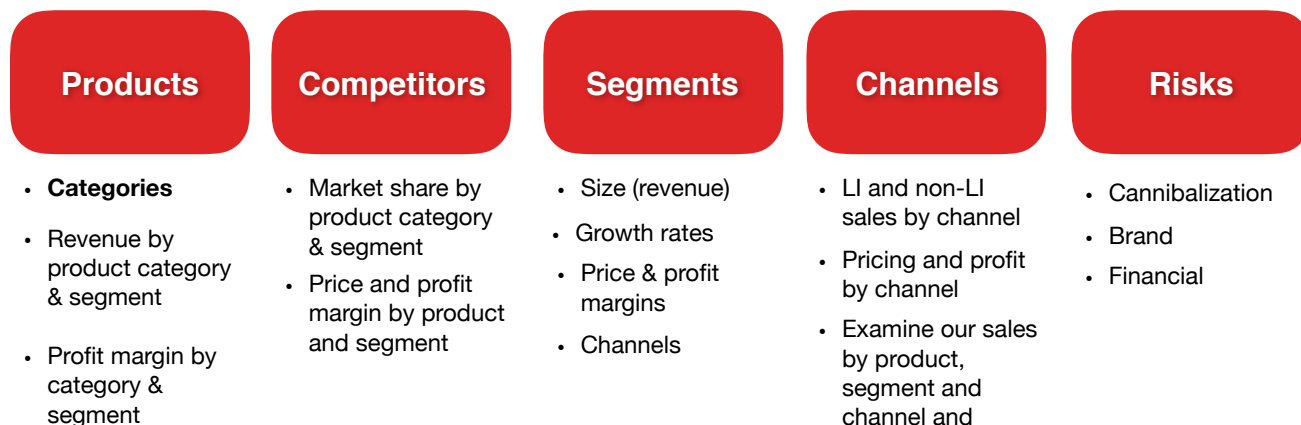 Products
Competitors
Segments
Channels
Risks
• Categories
• Revenue by
product category
& segment
• Profit margin by
category &
segment
• Market share by
product category
& segment
• Price and profit
margin by product
and segment
• Size (revenue)
• Growth rates
• Price & profit
margins
• Channels
• LI and non-LI
sales by channel
• Pricing and profit
by channel
• Examine our sales
by product,
segment and
channel and
• Cannibalization
• Brand
• Financial